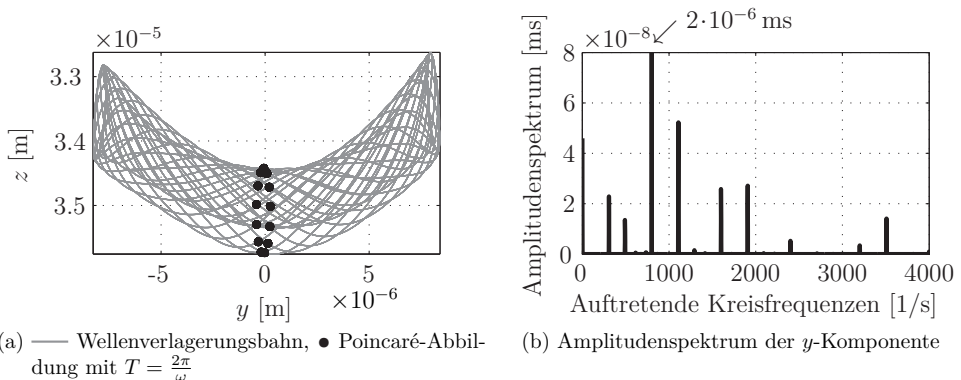 ×10⁻⁵
3.3
3.4
3.5
z [m]
-5 0 5
y [m]
×10⁻⁶
(a) Wellenverlagerungsbahn, ● Poincaré-Abbil-
dung mit T = 2π/ω
×10⁻⁸
2·10⁻⁶ ms
8
6
4
2
0
Amplitudenspektrum [ms]
0 1000 2000 3000 4000
Auftretende Kreisfrequenzen [1/s]
(b) Amplitudenspektrum der y-Komponente